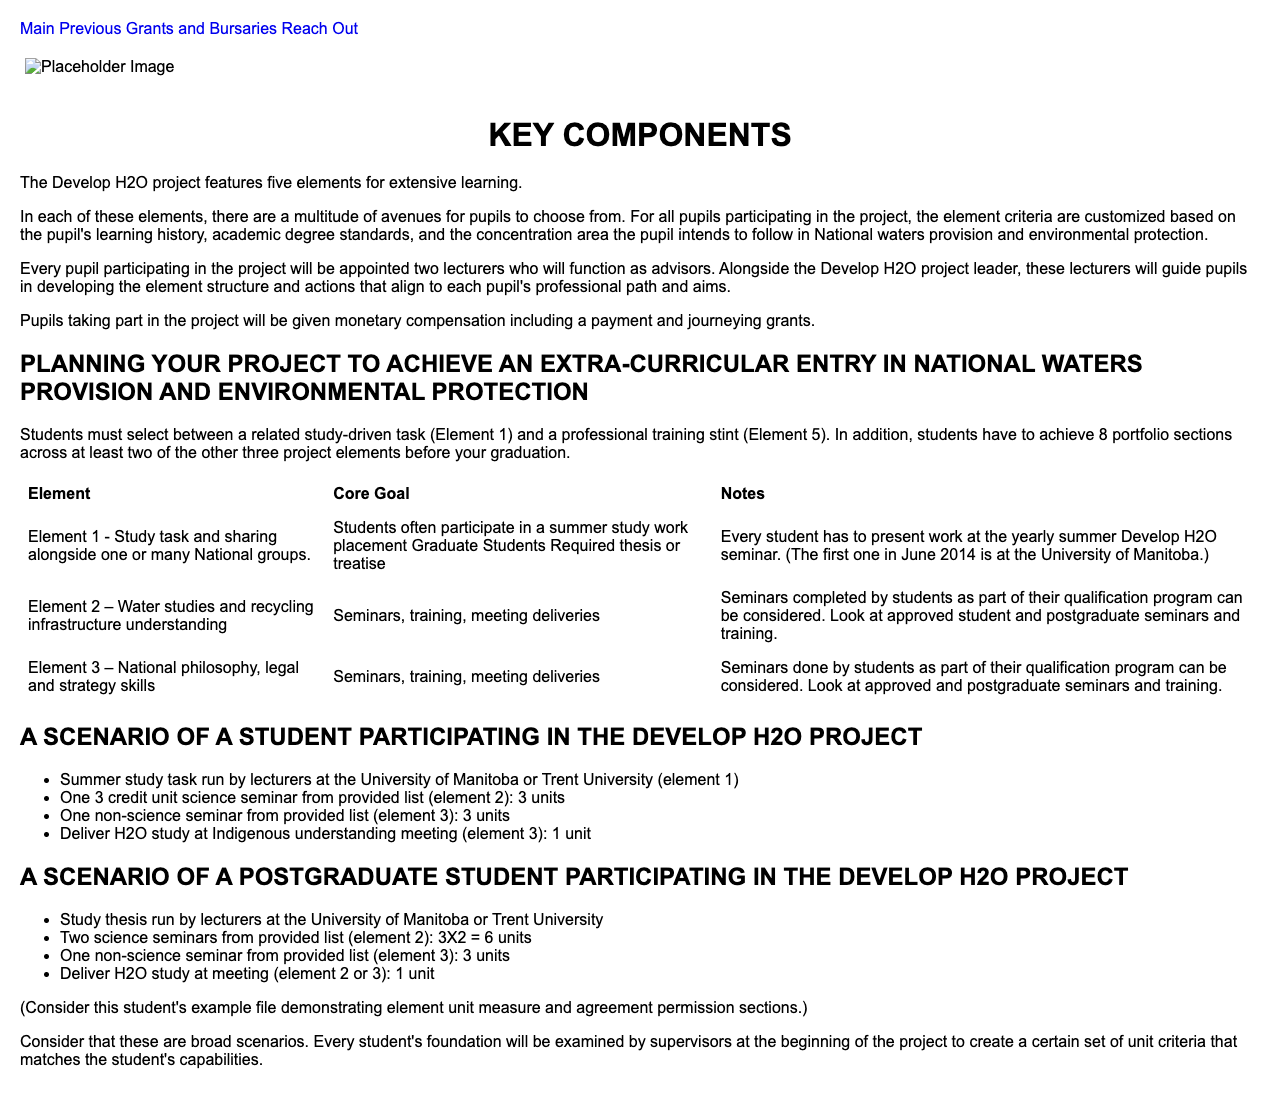 Main Previous Grants and Bursaries Reach Out
Placeholder Image
KEY COMPONENTS
The Develop H2O project features five elements for extensive learning.
In each of these elements, there are a multitude of avenues for pupils to choose from. For all pupils participating in the project, the element criteria are customized based on
the pupil's learning history, academic degree standards, and the concentration area the pupil intends to follow in National waters provision and environmental protection.
Every pupil participating in the project will be appointed two lecturers who will function as advisors. Alongside the Develop H2O project leader, these lecturers will guide pupils
in developing the element structure and actions that align to each pupil's professional path and aims.
Pupils taking part in the project will be given monetary compensation including a payment and journeying grants.
PLANNING YOUR PROJECT TO ACHIEVE AN EXTRA-CURRICULAR ENTRY IN NATIONAL WATERS
PROVISION AND ENVIRONMENTAL PROTECTION
Students must select between a related study-driven task (Element 1) and a professional training stint (Element 5). In addition, students have to achieve 8 portfolio sections
across at least two of the other three project elements before your graduation.
Element Core Goal Notes
Element 1 - Study task and sharing
alongside one or many National groups.
Students often participate in a summer study work
placement Graduate Students Required thesis or
treatise
Every student has to present work at the yearly summer Develop H2O
seminar. (The first one in June 2014 is at the University of Manitoba.)
Element 2 – Water studies and recycling
infrastructure understanding
Seminars, training, meeting deliveries
Seminars completed by students as part of their qualification program can
be considered. Look at approved student and postgraduate seminars and
training.
Element 3 – National philosophy, legal
and strategy skills
Seminars, training, meeting deliveries
Seminars done by students as part of their qualification program can be
considered. Look at approved and postgraduate seminars and training.
A SCENARIO OF A STUDENT PARTICIPATING IN THE DEVELOP H2O PROJECT
• Summer study task run by lecturers at the University of Manitoba or Trent University (element 1)
• One 3 credit unit science seminar from provided list (element 2): 3 units
• One non-science seminar from provided list (element 3): 3 units
• Deliver H2O study at Indigenous understanding meeting (element 3): 1 unit
A SCENARIO OF A POSTGRADUATE STUDENT PARTICIPATING IN THE DEVELOP H2O PROJECT
• Study thesis run by lecturers at the University of Manitoba or Trent University
• Two science seminars from provided list (element 2): 3X2 = 6 units
• One non-science seminar from provided list (element 3): 3 units
• Deliver H2O study at meeting (element 2 or 3): 1 unit
(Consider this student's example file demonstrating element unit measure and agreement permission sections.)
Consider that these are broad scenarios. Every student's foundation will be examined by supervisors at the beginning of the project to create a certain set of unit criteria that
matches the student's capabilities.